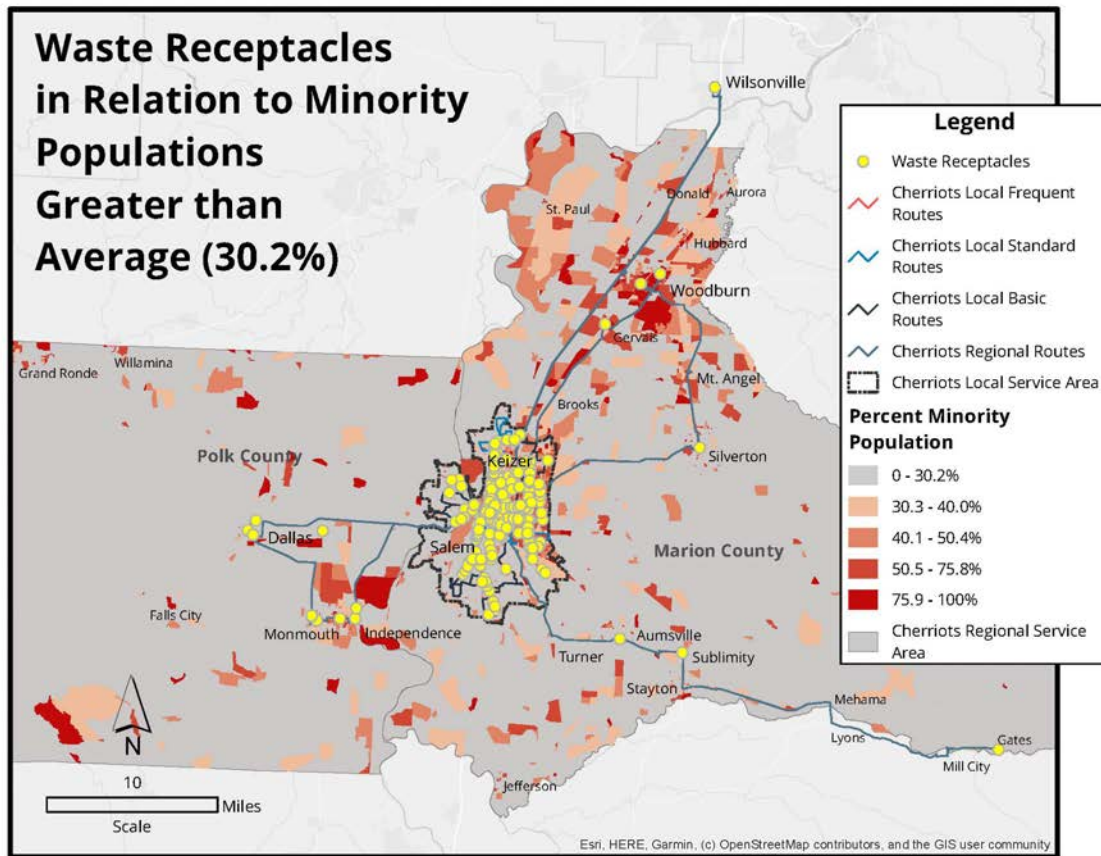 Waste Receptacles
in Relation to Minority
Populations
Greater than
Average (30.2%)
Wilsonville
Donald
Aurora
St. Paul
Hubbard
Woodburn
Gervais
Mt. Angel
Brooks
Silverton
Willamina
Grand Ronde
Polk County
Keizer
Dallas
Salem
Marion County
Falls City
Monmouth
Independence
Aumsville
Turner
Sublimity
Stayton
Mehama
Lyons
Gates
Mill City
Jefferson
N
10
Miles
Scale
Legend
Waste Receptacles
Cherriots Local Frequent
Routes
Cherriots Local Standard
Routes
Cherriots Local Basic
Routes
Cherriots Regional Routes
Cherriots Local Service Area
Percent Minority
Population
0 - 30.2%
30.3 - 40.0%
40.1 - 50.4%
50.5 - 75.8%
75.9 - 100%
Cherriots Regional Service
Area
Esri, HERE, Garmin, (c) OpenStreetMap contributors, and the GIS user community